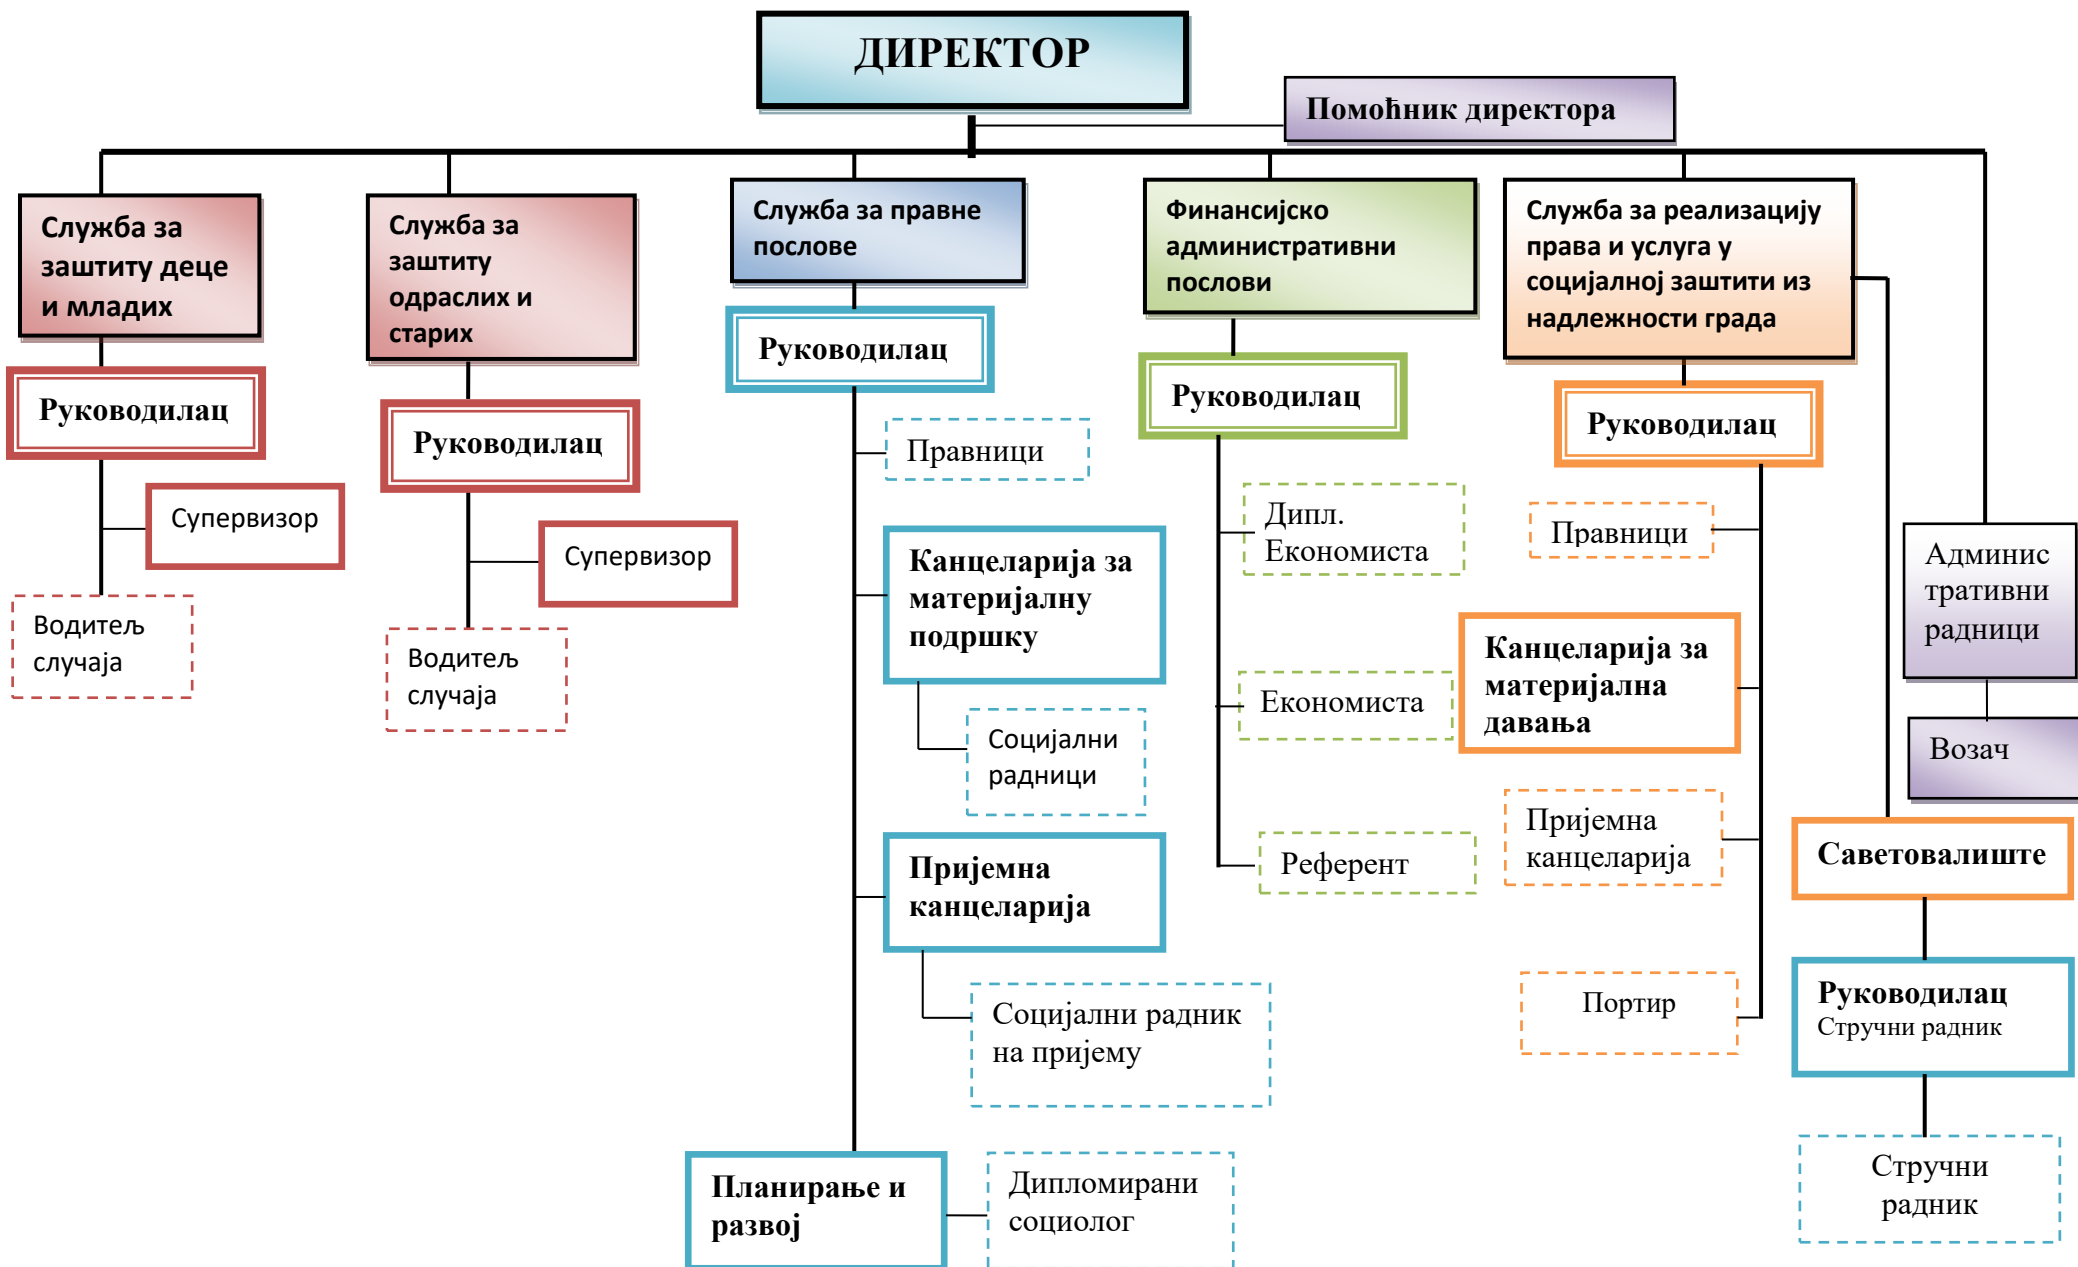 ДИРЕКТОР
Помоћник директора
Служба за
заштиту деце
и младих
Руководилац
Супервизор
Водитељ
случаја
Служба за
заштиту
одраслих и
старих
Руководилац
Супервизор
Водитељ
случаја
Служба за правне
послове
Руководилац
Правници
Канцеларија за
материјалну
подршку
Социјални
радници
Пријемна
канцеларија
Социјални радник
на пријему
Планирање и
развој
Дипломирани
социолог
Финансијско
административни
послови
Руководилац
Дипл.
Економиста
Економиста
Референт
Служба за реализацију
права и услуга у
социјалној заштити из
надлежности града
Руководилац
Правници
Канцеларија за
материјална
давања
Пријемна
канцеларија
Портир
Саветовалиште
Руководилац
Стручни радник
Стручни
радник
Админис
тративни
радници
Возач